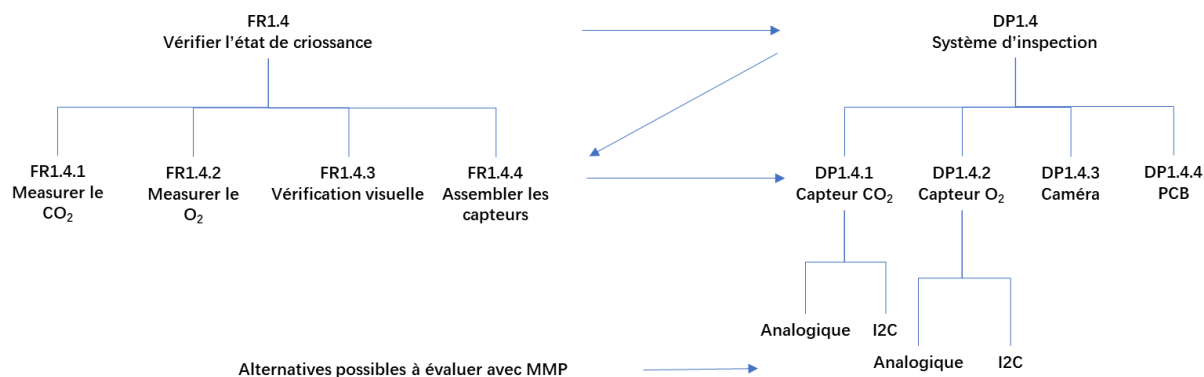 FR1.4
Vérifier l'état de criossance
DP1.4
Système d'inspection
FR1.4.1
Measurer le
CO₂
FR1.4.2
Measurer le
O₂
FR1.4.3
Vérification visuelle
FR1.4.4
Assembler les
capteurs
DP1.4.1
Capteur CO₂
DP1.4.2
Capteur O₂
DP1.4.3
Caméra
DP1.4.4
PCB
Analogique
I2C
Analogique
I2C
Alternatives possibles à évaluer avec MMP